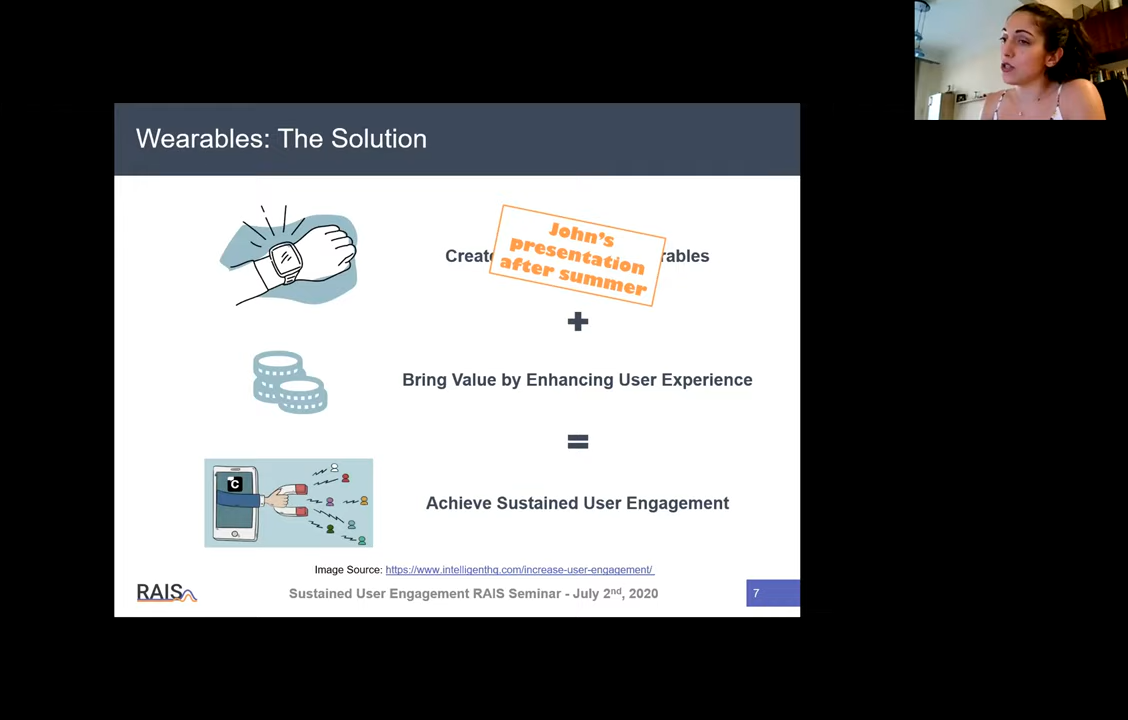 Wearables: The Solution
John's
presentation
after summer
Create
rables
Bring Value by Enhancing User Experience
=
Achieve Sustained User Engagement
C
Image Source: https://www.intelligenthq.com/increase-user-engagement/
RAIS
Sustained User Engagement RAIS Seminar - July 2nd, 2020
7